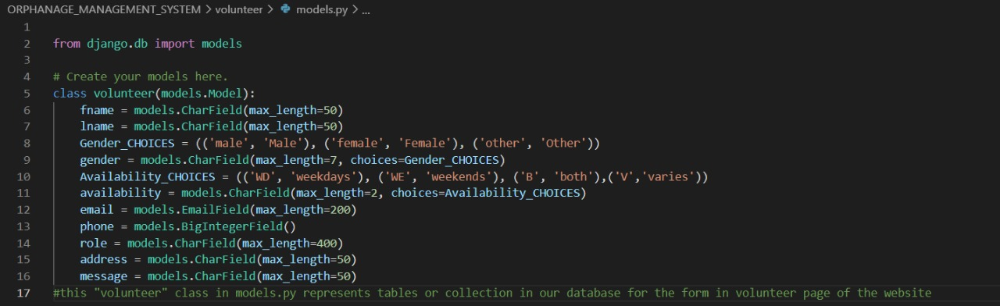 ORPHANAGE_MANAGEMENT_SYSTEM > volunteer > models.py > ...
1
2 from django.db import models
3
4 # Create your models here.
5 class volunteer(models.Model):
6     fname = models.CharField(max_length=50)
7     lname = models.CharField(max_length=50)
8     Gender_CHOICES = (('male', 'Male'), ('female', 'Female'), ('other', 'Other'))
9     gender = models.CharField(max_length=7, choices=Gender_CHOICES)
10     Availability_CHOICES = (('WD', 'weekdays'), ('WE', 'weekends'), ('B', 'both'),('V','varies'))
11     availability = models.CharField(max_length=2, choices=Availability_CHOICES)
12     email = models.EmailField(max_length=200)
13     phone = models.BigIntegerField()
14     role = models.CharField(max_length=400)
15     address = models.CharField(max_length=50)
16     message = models.CharField(max_length=50)
17 #this "volunteer" class in models.py represents tables or collection in our database for the form in volunteer page of the website